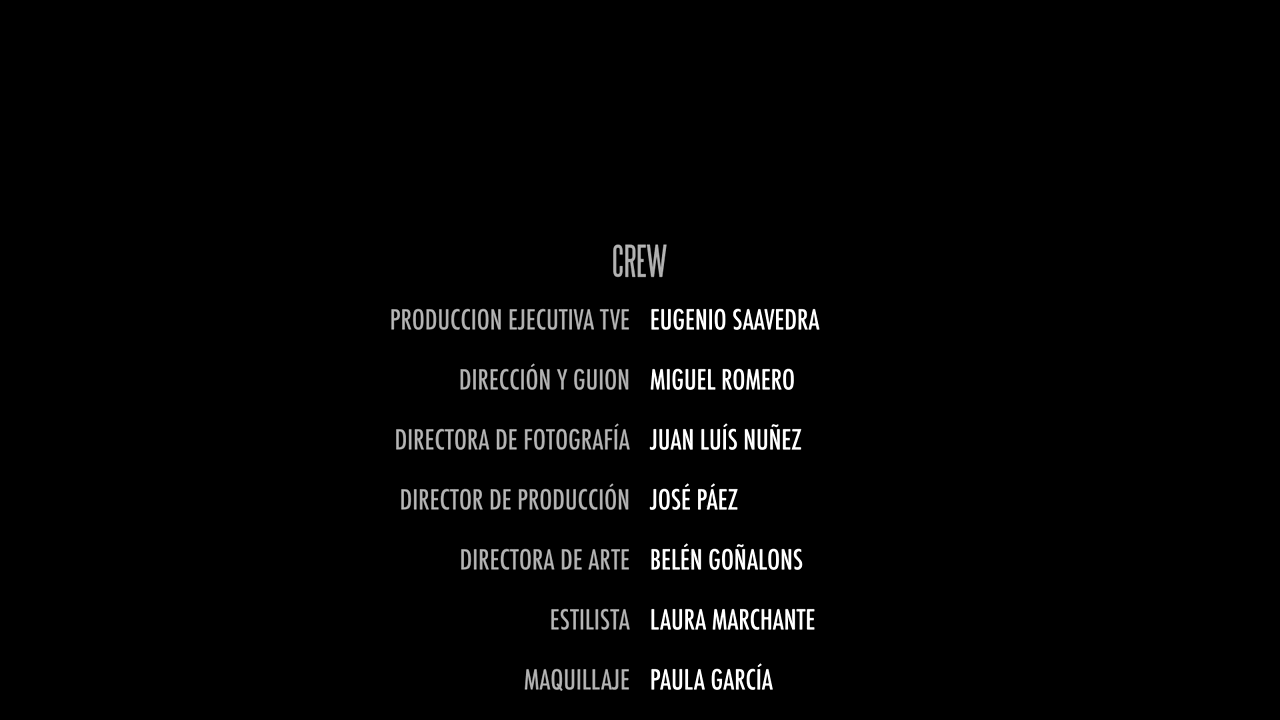 CREW
PRODUCCION EJECUTIVA TVE EUGENIO SAAVEDRA
DIRECCIÓN Y GUION MIGUEL ROMERO
DIRECTORA DE FOTOGRAFÍA JUAN LUÍS NUÑEZ
DIRECTOR DE PRODUCCIÓN JOSÉ PÁEZ
DIRECTORA DE ARTE BELÉN GOÑALONS
ESTILISTA LAURA MARCHANTE
MAQUILLAJE PAULA GARCÍA